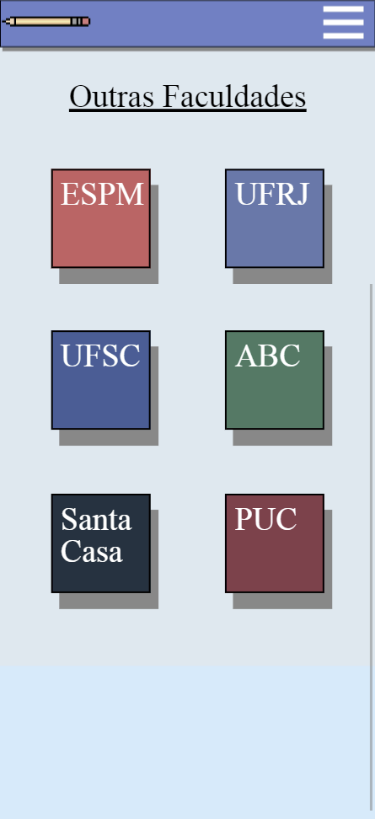 Outras Faculdades
ESPM
UFRJ
UFSC
ABC
Santa
Casa
PUC